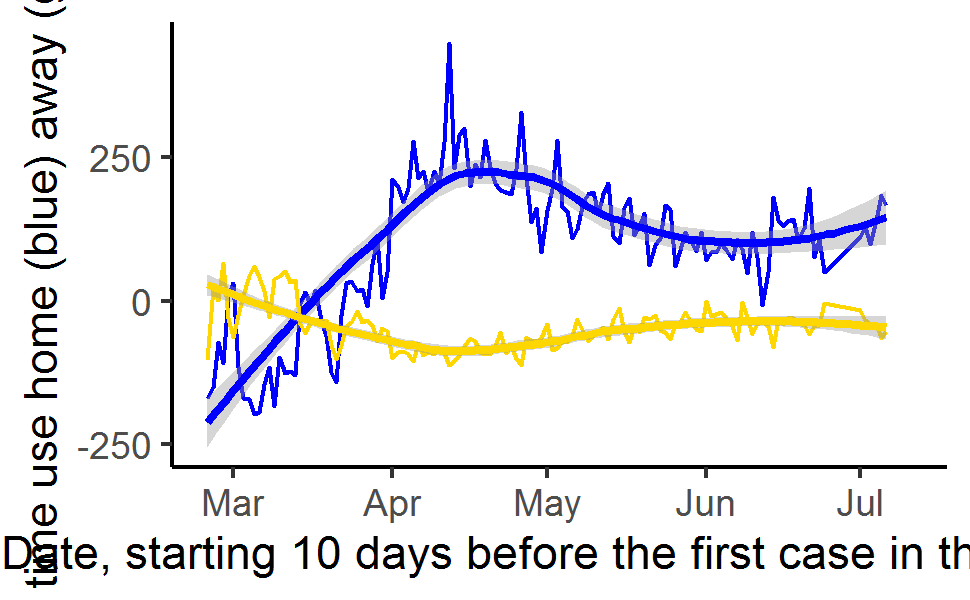 time use home (blue) away (
250
0
-250
Mar Apr May Jun Jul
Date, starting 10 days before the first case in th